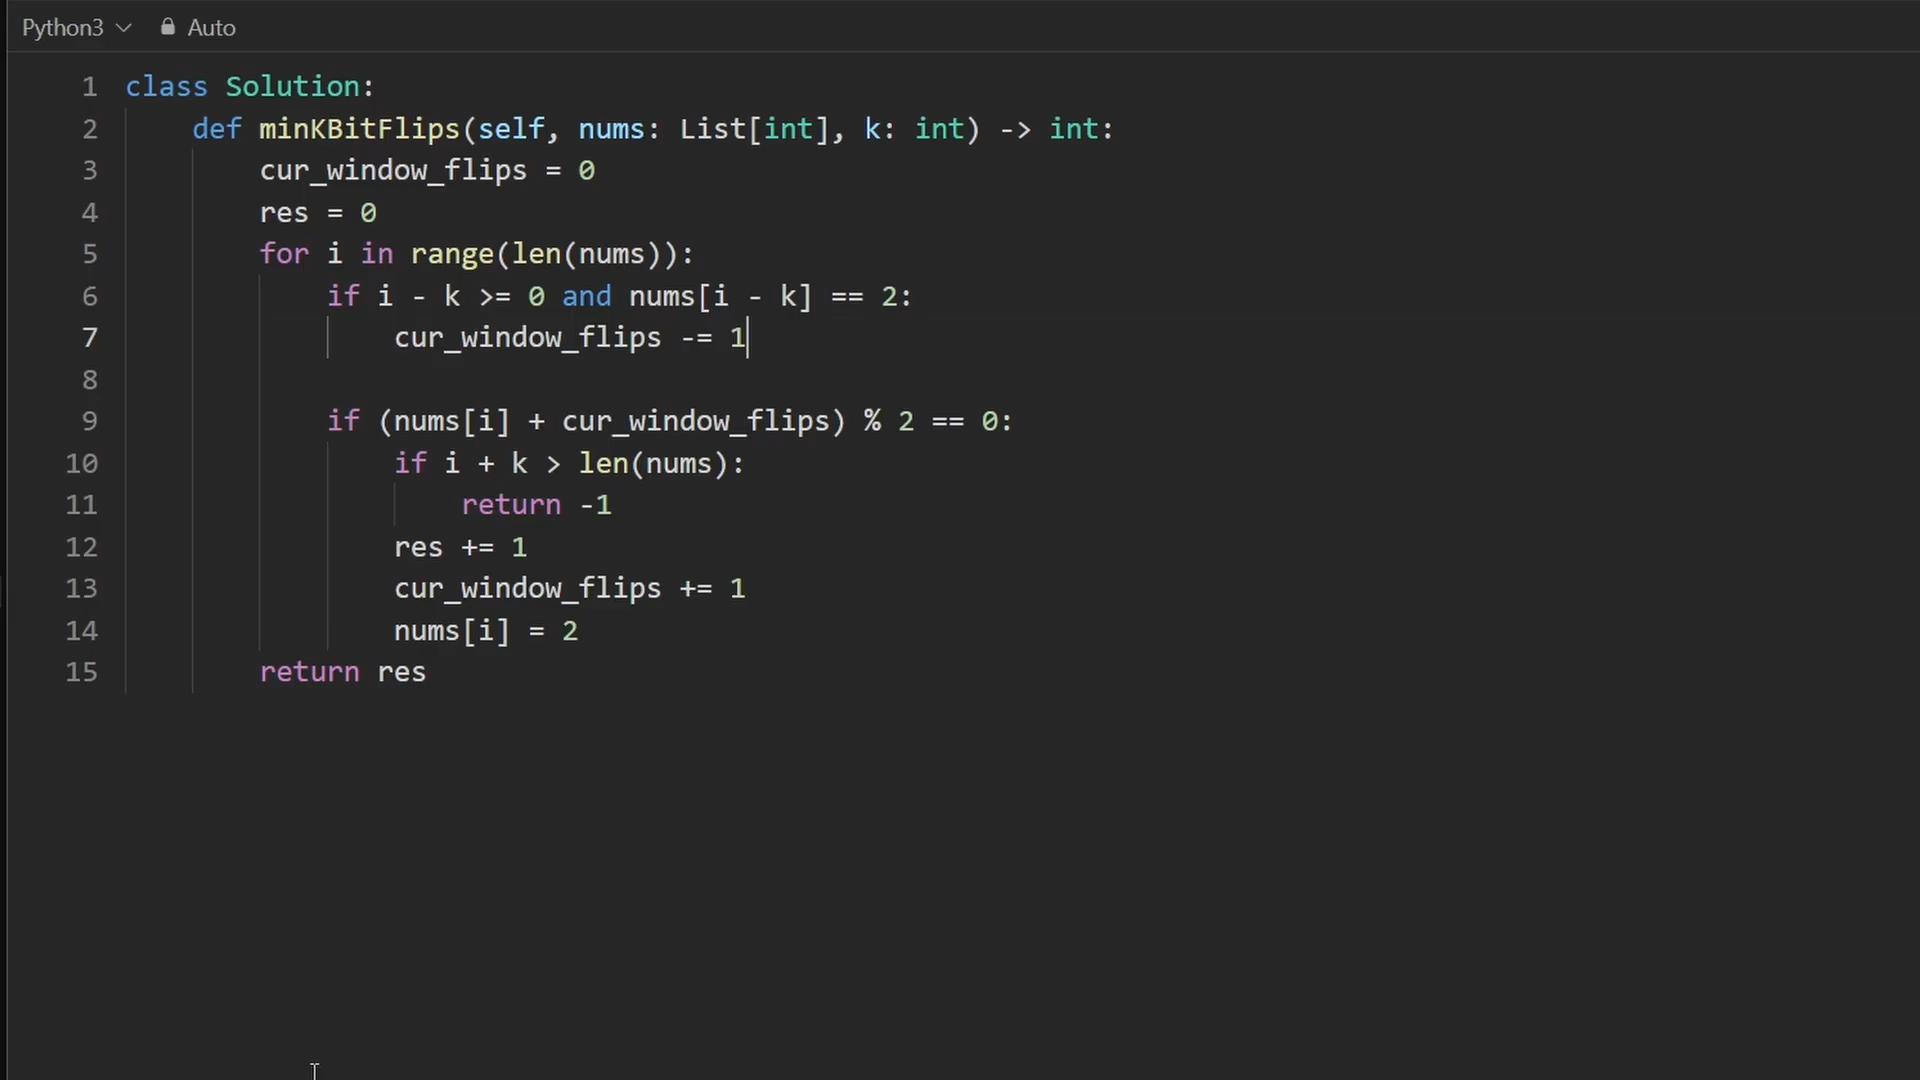 Python3 Auto
1 class Solution:
2     def minKBitFlips(self, nums: List[int], k: int) -> int:
3         cur_window_flips = 0
4         res = 0
5         for i in range(len(nums)):
6             if i - k >= 0 and nums[i - k] == 2:
7                 cur_window_flips -= 1
8
9             if (nums[i] + cur_window_flips) % 2 == 0:
10                 if i + k > len(nums):
11                     return -1
12                 res += 1
13                 cur_window_flips += 1
14                 nums[i] = 2
15         return res